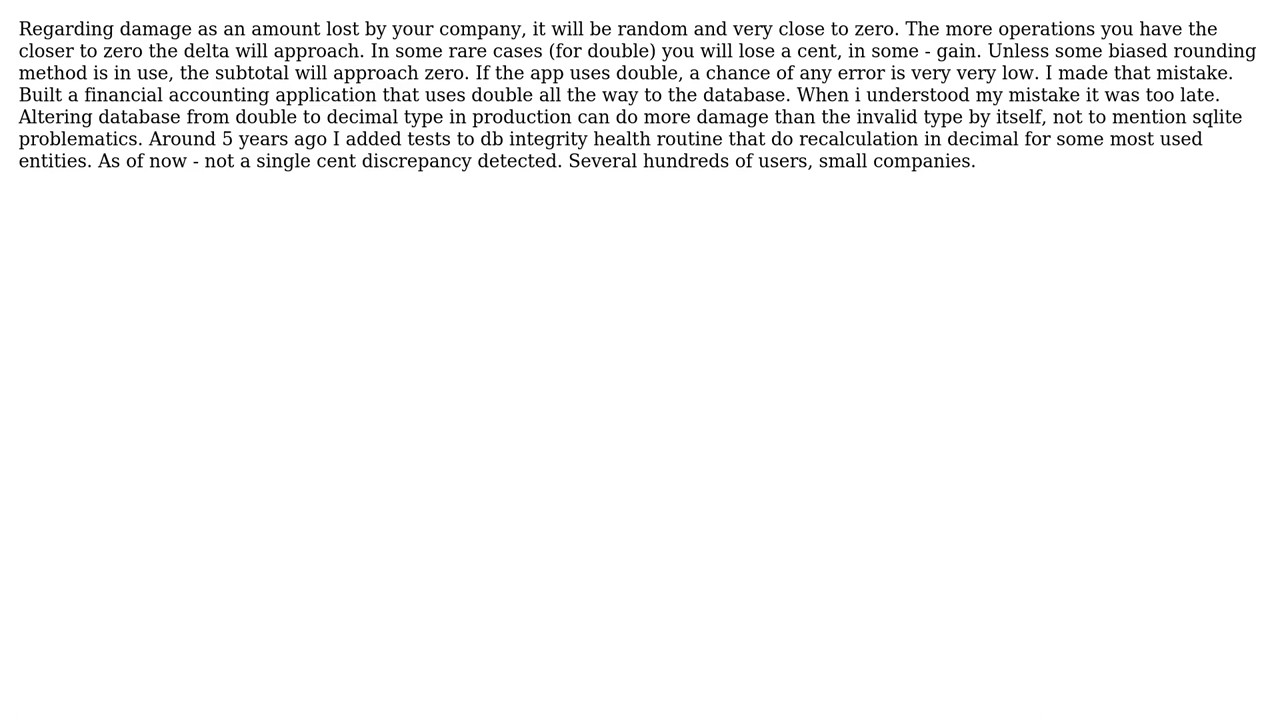 Regarding damage as an amount lost by your company, it will be random and very close to zero. The more operations you have the
closer to zero the delta will approach. In some rare cases (for double) you will lose a cent, in some - gain. Unless some biased rounding
method is in use, the subtotal will approach zero. If the app uses double, a chance of any error is very very low. I made that mistake.
Built a financial accounting application that uses double all the way to the database. When i understood my mistake it was too late.
Altering database from double to decimal type in production can do more damage than the invalid type by itself, not to mention sqlite
problematics. Around 5 years ago I added tests to db integrity health routine that do recalculation in decimal for some most used
entities. As of now - not a single cent discrepancy detected. Several hundreds of users, small companies.